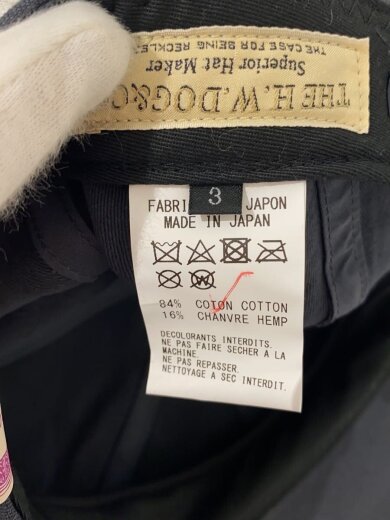 THE H.W.DOG&C
Superior Hat Maker
THE CASE FOR BEING RECKLE
3
FABRI JAPON
MADE IN JAPAN
84% COTON COTTON
16% CHANVRE HEMP
DECOLORANTS INTERDITS.
NE PAS FAIRE SECHER A LA
MACHINE.
NE PAS REPASSER.
NETTOYAGE A SEC INTERDIT.